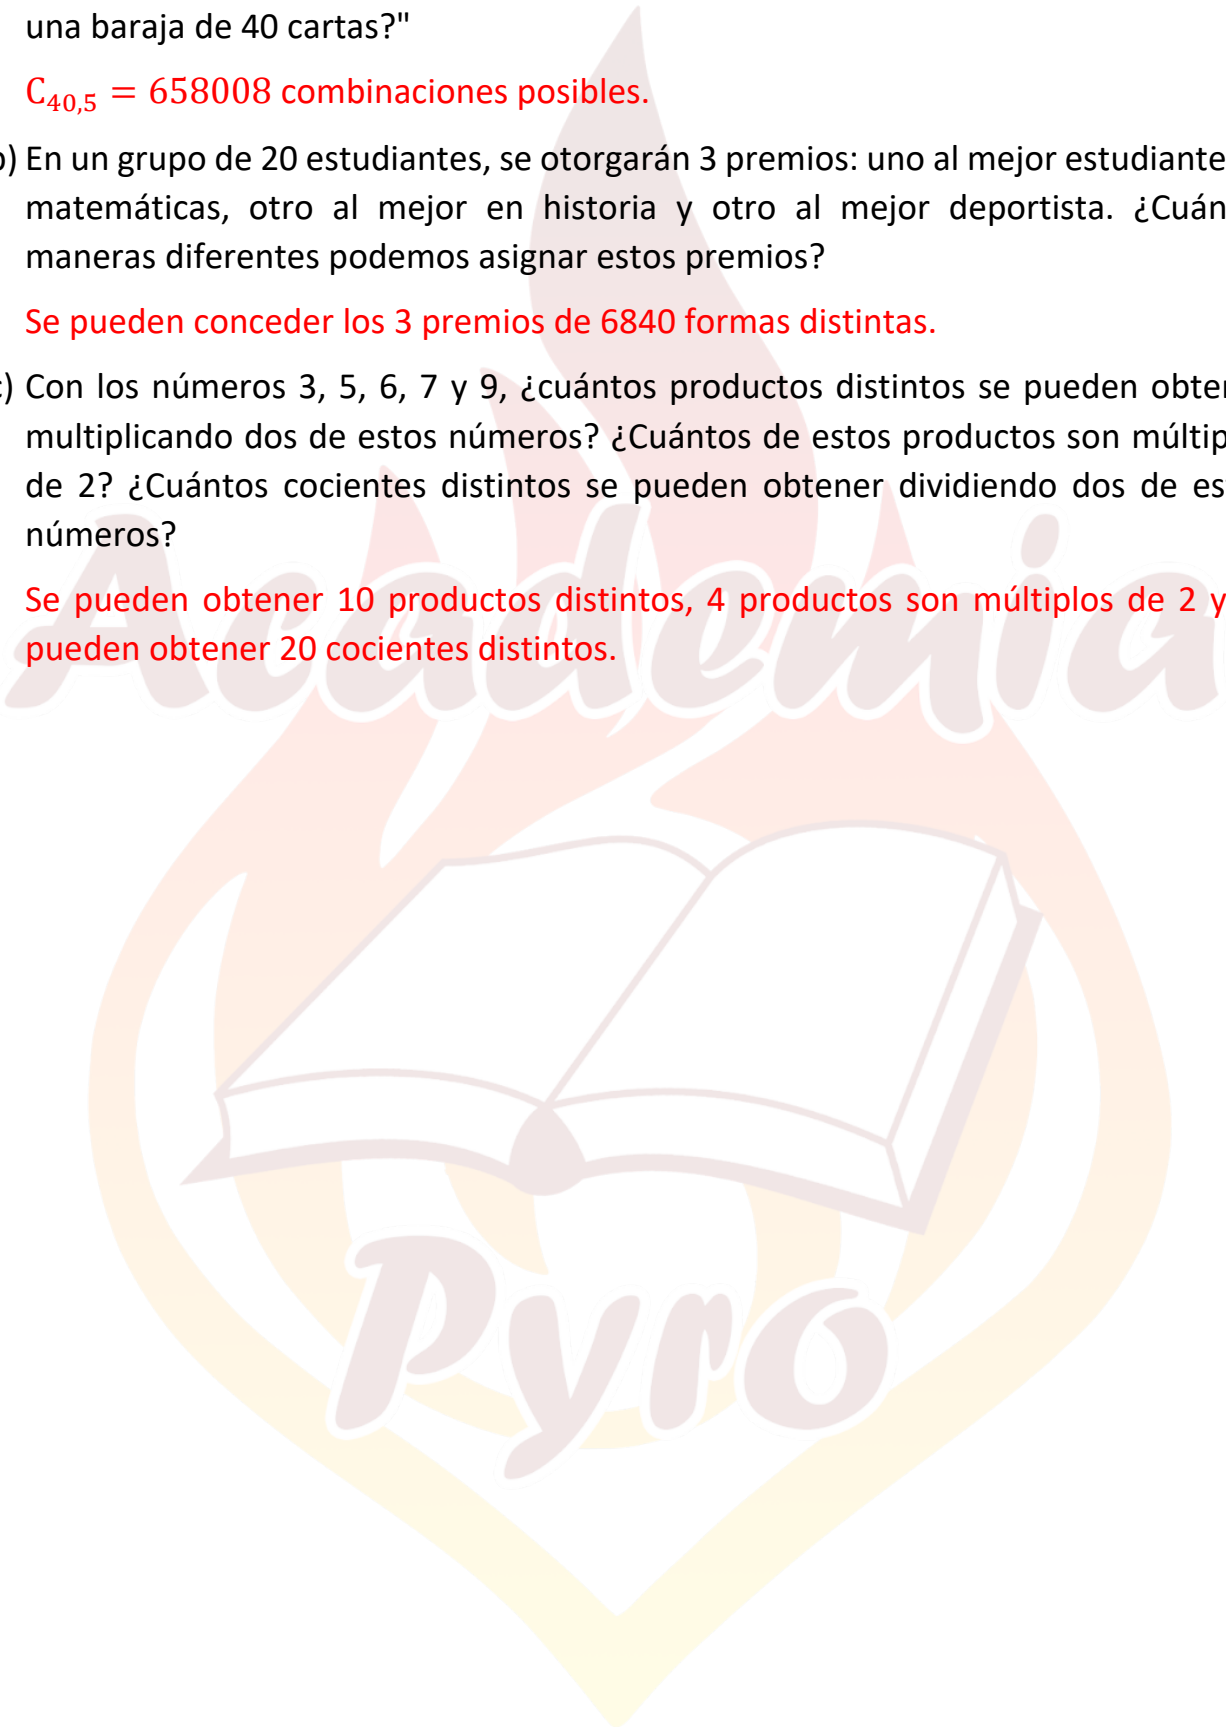 una baraja de 40 cartas?"
C₄₀,₅ = 658008 combinaciones posibles.
) En un grupo de 20 estudiantes, se otorgarán 3 premios: uno al mejor estudiante
matemáticas, otro al mejor en historia y otro al mejor deportista. ¿Cuán
maneras diferentes podemos asignar estos premios?
Se pueden conceder los 3 premios de 6840 formas distintas.
) Con los números 3, 5, 6, 7 y 9, ¿cuántos productos distintos se pueden obten
multiplicando dos de estos números? ¿Cuántos de estos productos son múltip
de 2? ¿Cuántos cocientes distintos se pueden obtener dividiendo dos de es
números?
Se pueden obtener 10 productos distintos, 4 productos son múltiplos de 2 y
pueden obtener 20 cocientes distintos.
Academia
Pyro